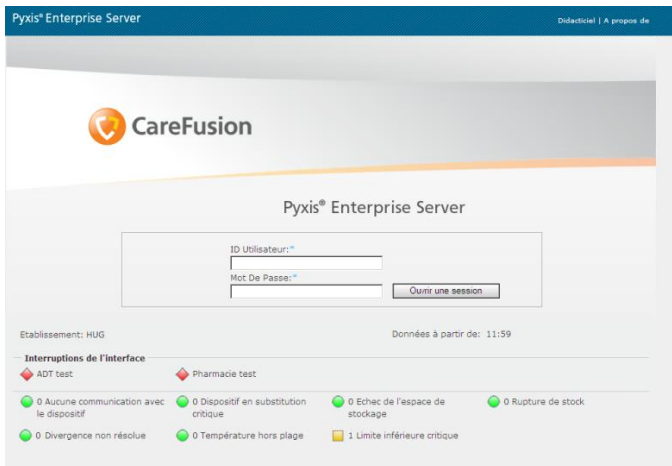 Pyxis® Enterprise Server
Didacticiel | A propos de
CareFusion
Pyxis® Enterprise Server
ID Utilisateur:*
Mot De Passe:*
Ouvrir une session
Etablissement: HUG
Données à partir de: 11:59
Interruptions de l'interface
ADT test
Pharmacie test
0 Aucune communication avec
le dispositif
0 Dispositif en substitution
critique
0 Echec de l'espace de
stockage
0 Rupture de stock
0 Divergence non résolue
0 Température hors plage
1 Limite inférieure critique